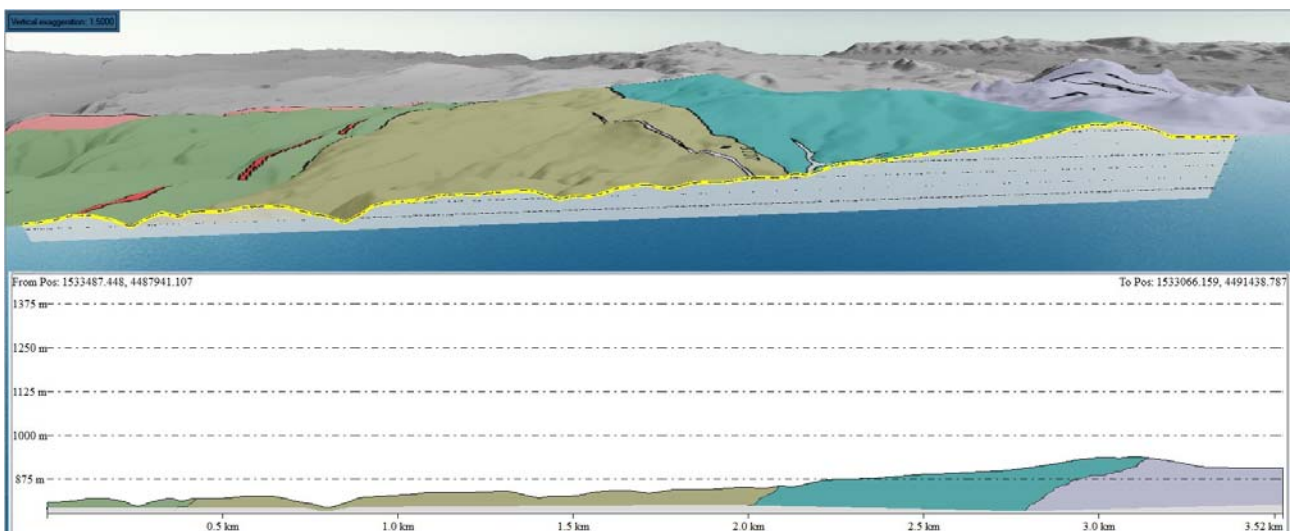 Vertical exaggeration: 1.5000
From Pos: 1533487.448, 4487941.107
To Pos: 1533066.159, 4491438.787
1375 m
1250 m
1125 m
1000 m
875 m
0.5 km
1.0 km
1.5 km
2.0 km
2.5 km
3.0 km
3.52 km